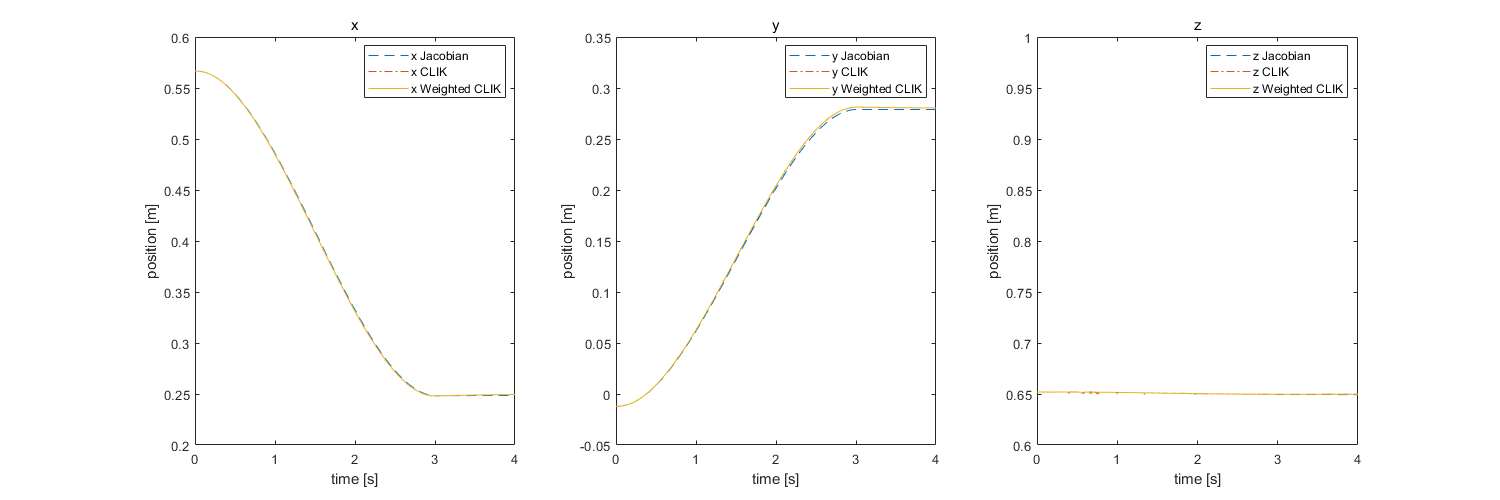 x
0.6
0.55
0.5
0.45
0.4
0.35
0.3
0.25
0.2
position [m]
0 1 2 3 4
time [s]
x Jacobian
x CLIK
x Weighted CLIK
y
0.35
0.3
0.25
0.2
0.15
0.1
0.05
0
-0.05
position [m]
0 1 2 3 4
time [s]
y Jacobian
y CLIK
y Weighted CLIK
z
1
0.95
0.9
0.85
0.8
0.75
0.7
0.65
0.6
position [m]
0 1 2 3 4
time [s]
z Jacobian
z CLIK
z Weighted CLIK